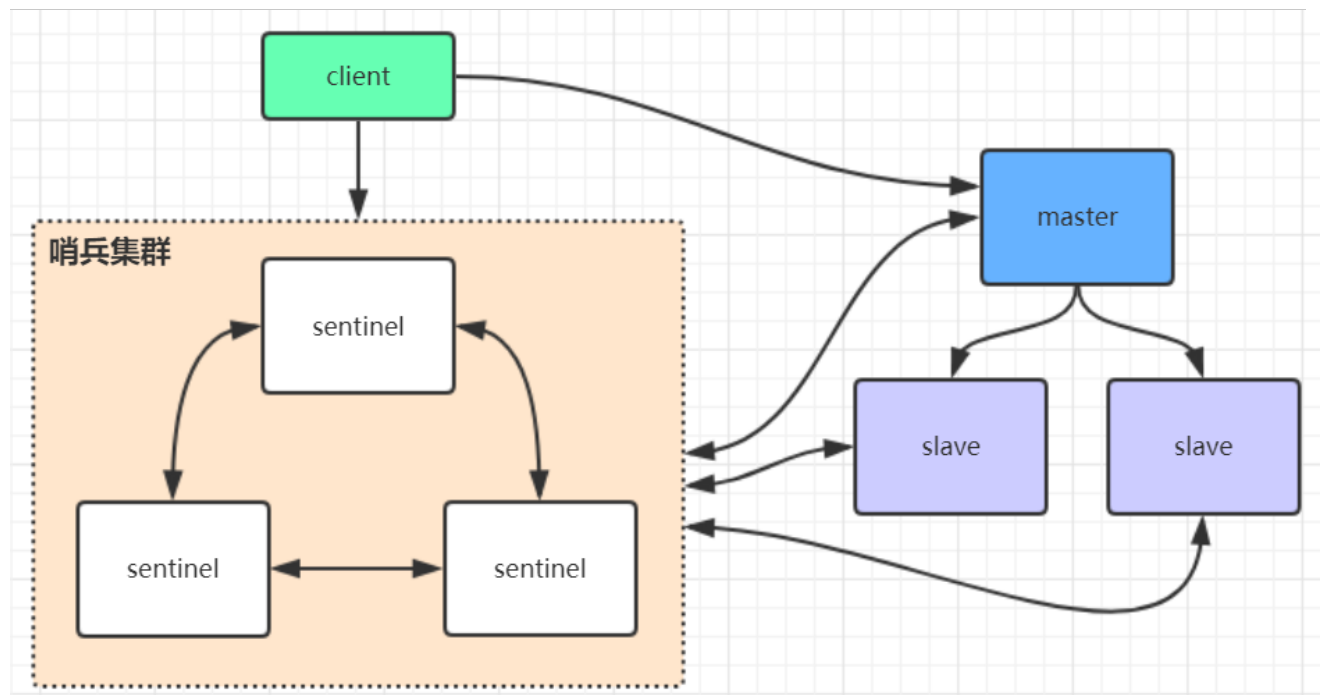 client
master
哨兵集群
sentinel
slave
slave
sentinel
sentinel